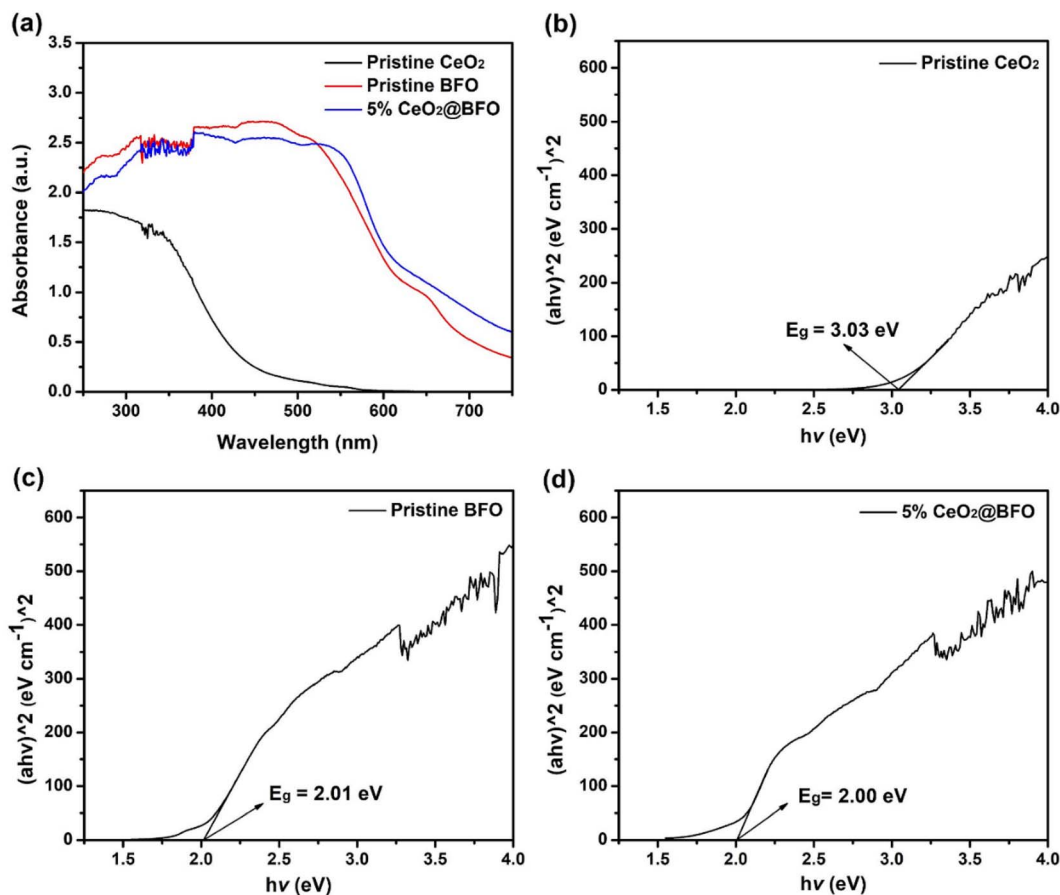 (a)
3.5
3.0
2.5
2.0
1.5
1.0
0.5
0.0
Absorbance (a.u.)
Pristine CeO₂
Pristine BFO
5% CeO₂@BFO
300 400 500 600 700
Wavelength (nm)
(b)
600
500
400
300
200
100
0
(ahv)^2 (eV cm⁻¹)^2
Pristine CeO₂
Eg = 3.03 eV
1.5 2.0 2.5 3.0 3.5 4.0
hv (eV)
(c)
600
500
400
300
200
100
0
(ahv)^2 (eV cm⁻¹)^2
Pristine BFO
Eg = 2.01 eV
1.5 2.0 2.5 3.0 3.5 4.0
hv (eV)
(d)
600
500
400
300
200
100
0
(ahv)^2 (eV cm⁻¹)^2
5% CeO₂@BFO
Eg= 2.00 eV
1.5 2.0 2.5 3.0 3.5 4.0
hv (eV)